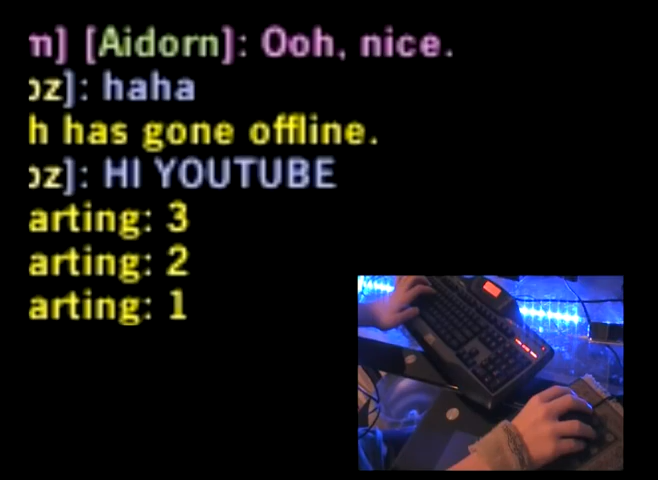 m] [Aidorn]: Ooh, nice.
oz]: haha
h has gone offline.
oz]: HI YOUTUBE
arting: 3
arting: 2
arting: 1